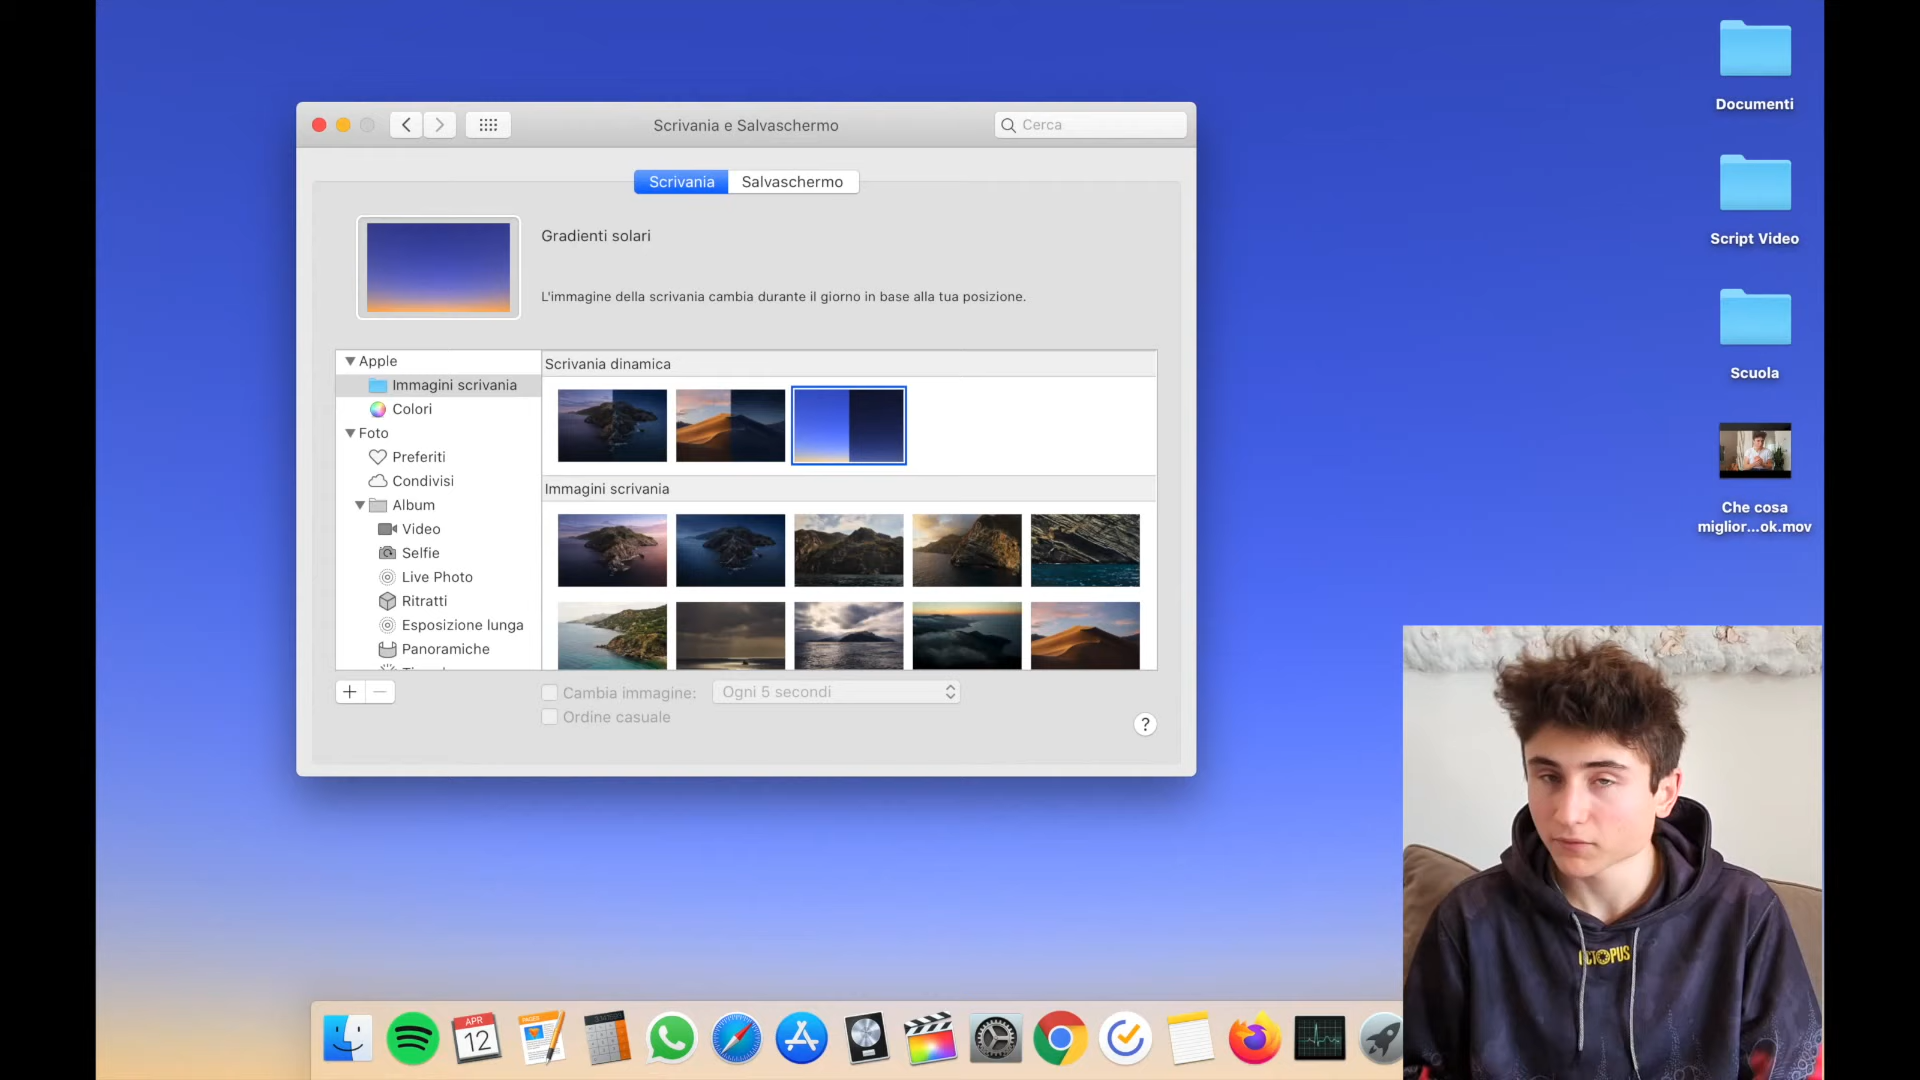 Documenti
Scrivania e Salvaschermo
Cerca
Scrivania
Salvaschermo
Script Video
Gradienti solari
L'immagine della scrivania cambia durante il giorno in base alla tua posizione.
Apple
Immagini scrivania
Colori
Foto
Preferiti
Condivisi
Album
Video
Selfie
Live Photo
Ritratti
Esposizione lunga
Panoramiche
Scrivania dinamica
Immagini scrivania
Cambia immagine:
Ogni 5 secondi
Ordine casuale
?
Scuola
Che cosa
miglior...ok.mov
OCTOPUS
APR
12
PAGES